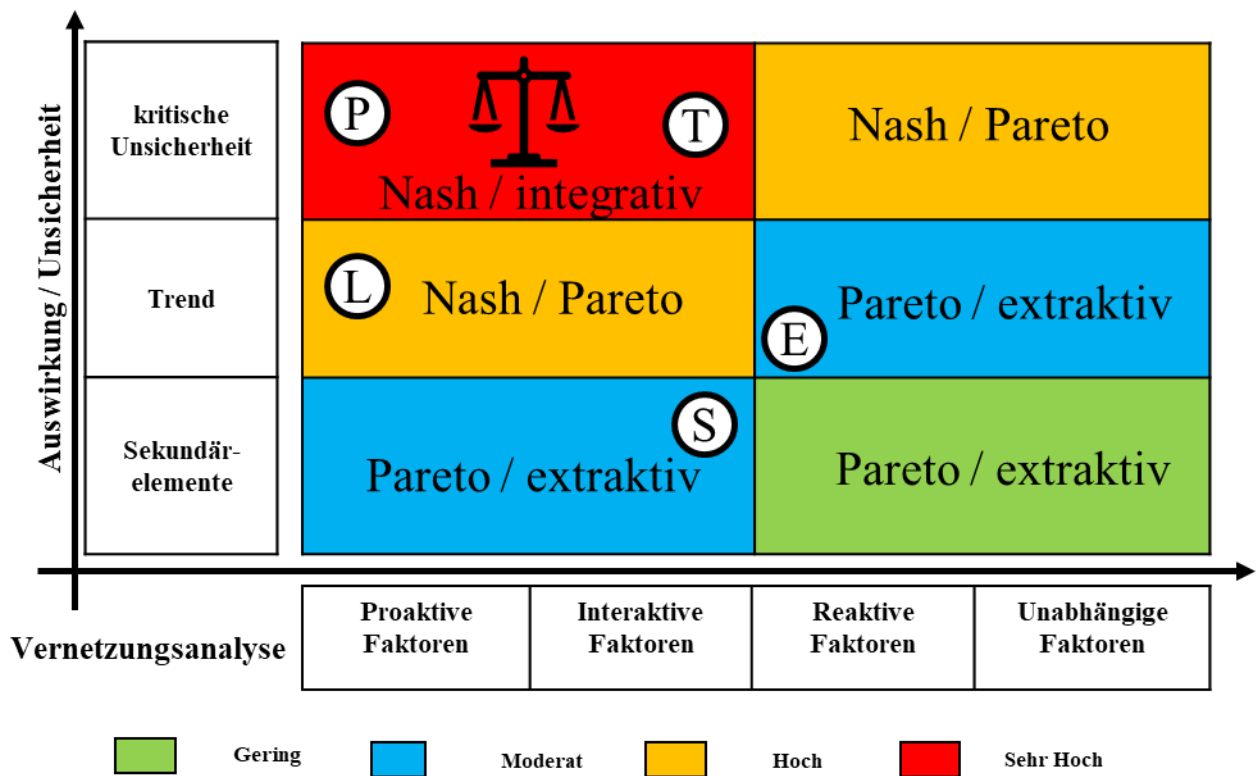 Auswirkung / Unsicherheit
kritische
Unsicherheit
P
T
Nash / integrativ
Nash / Pareto
Trend
L
Nash / Pareto
E
Pareto / extraktiv
Sekundär-
elemente
S
Pareto / extraktiv
Pareto / extraktiv
Vernetzungsanalyse
Proaktive
Faktoren
Interaktive
Faktoren
Reaktive
Faktoren
Unabhängige
Faktoren
Gering
Moderat
Hoch
Sehr Hoch